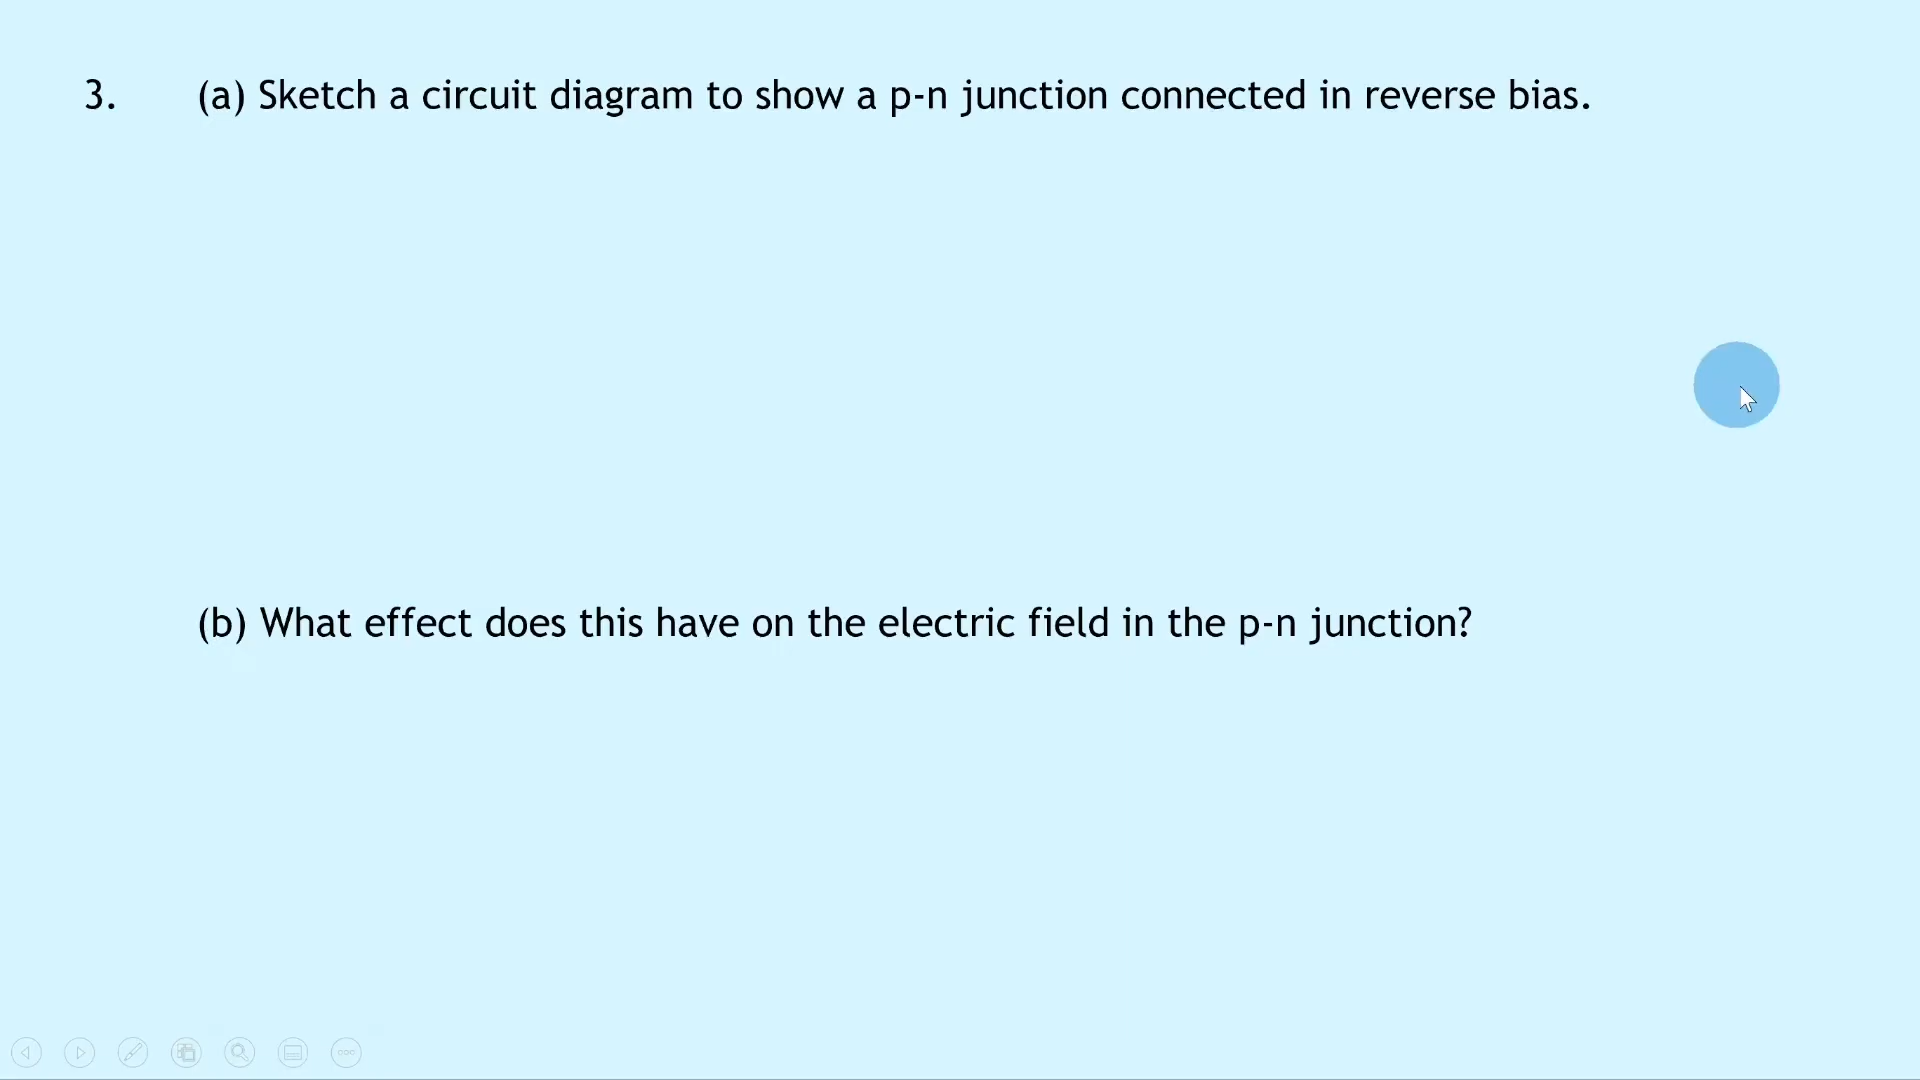 3. (a) Sketch a circuit diagram to show a p-n junction connected in reverse bias.
(b) What effect does this have on the electric field in the p-n junction?